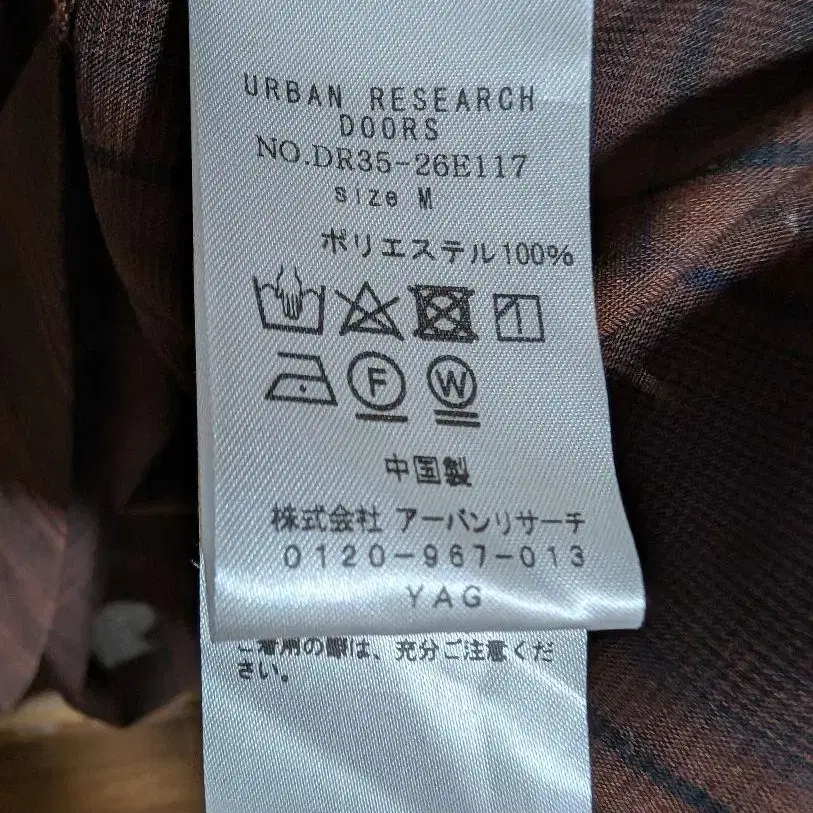 URBAN RESEARCH
DOORS
NO.DR35-26E117
size M
ポリエステル100%
F W
中国製
株式会社 アーバンリサーチ
0120-967-013
YAG
ご着用の際は、充分ご注意くだ
さい。